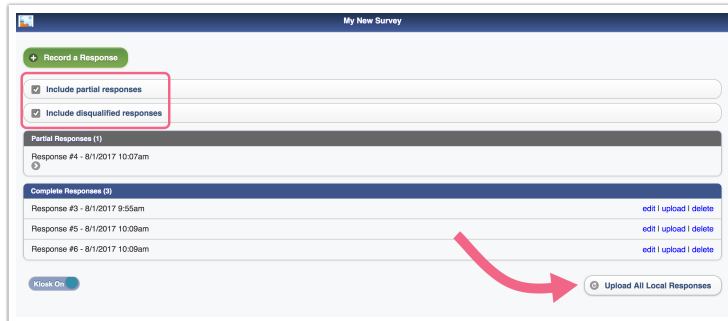 My New Survey
Record a Response
Include partial responses
Include disqualified responses
Partial Responses (1)
Response #4 - 8/1/2017 10:07am
Complete Responses (3)
Response #3 - 8/1/2017 9:55am edit | upload | delete
Response #5 - 8/1/2017 10:09am edit | upload | delete
Response #6 - 8/1/2017 10:09am edit | upload | delete
Kiosk On Upload All Local Responses